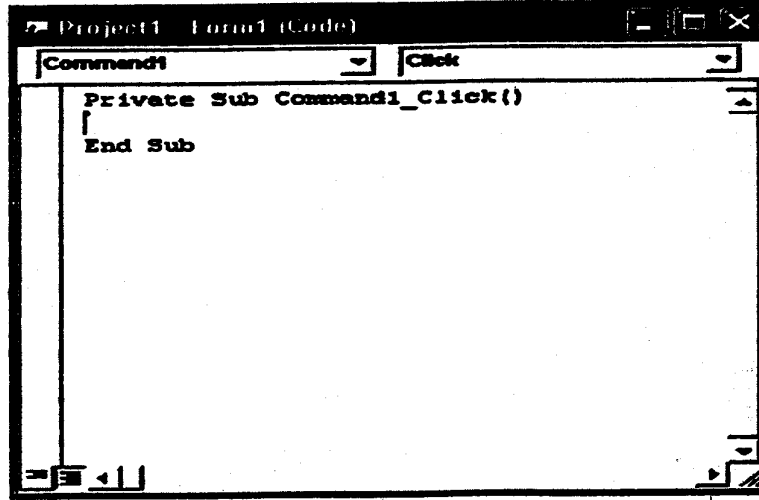 Project1 - Form1 (Code)
Command1
Click
Private Sub Command1_Click()
End Sub